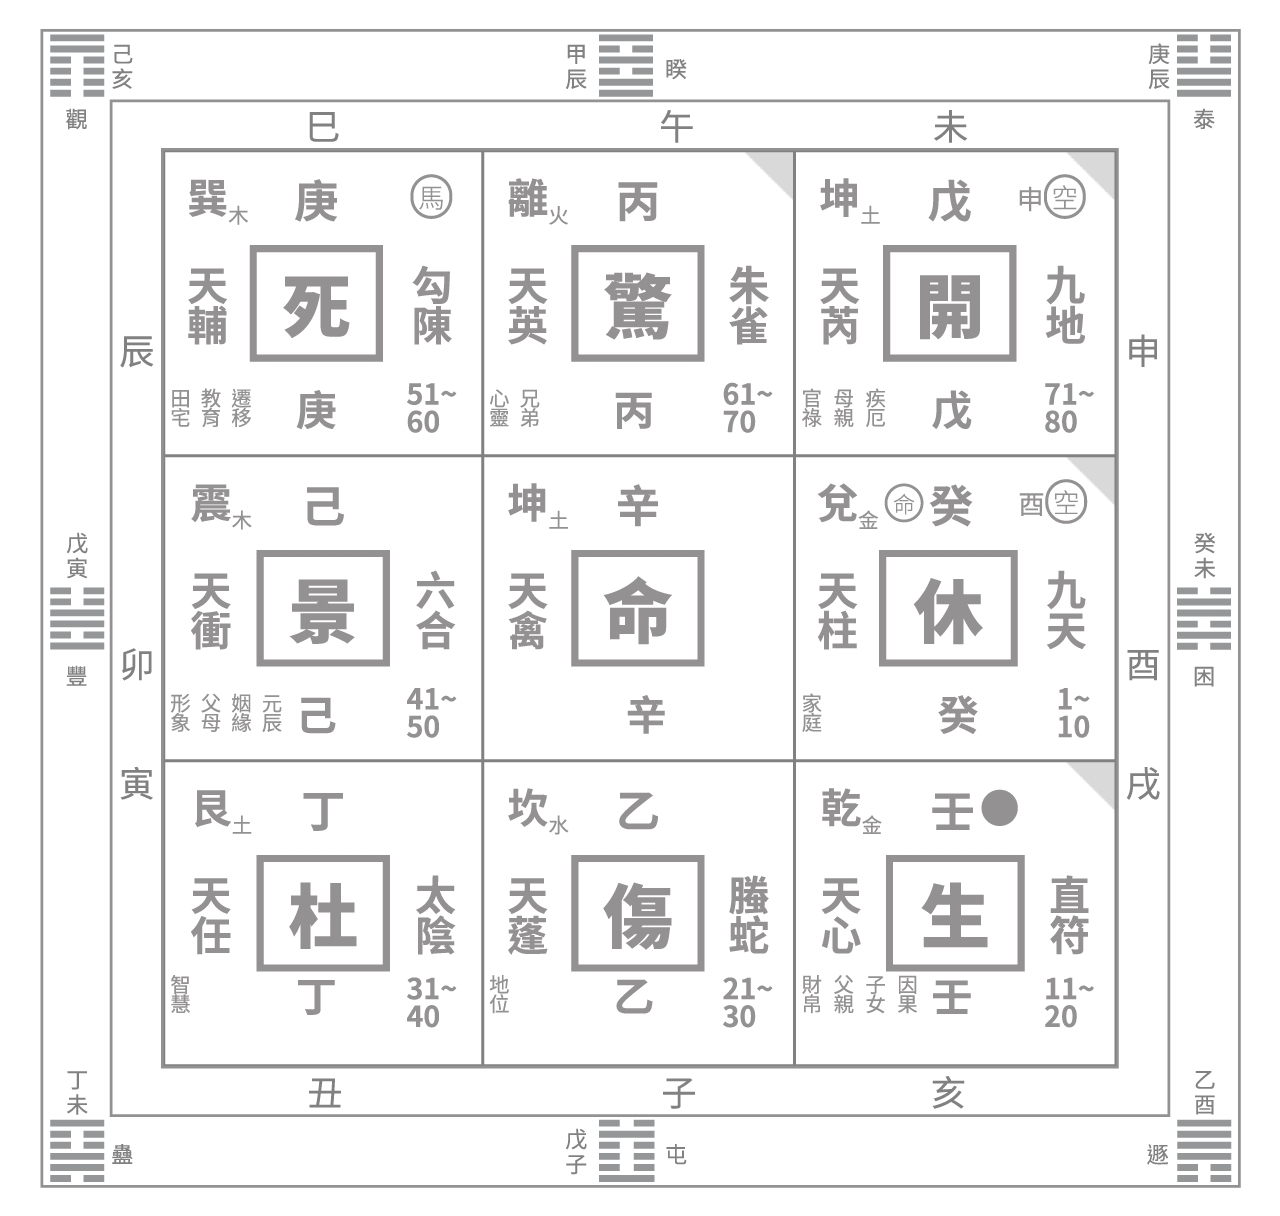 己亥
觀
甲辰
睽
庚辰
泰
巳
午
未
巽木
庚
馬
天輔
死
勾陳
田宅
教育
遷移
庚
51~60
離火
丙
天英
驚
朱雀
心靈
兄弟
丙
61~70
坤土
戊
申空
天芮
開
九地
官祿
母親
疾厄
戊
71~80
辰
申
震木
己
天衝
景
六合
形象
父母
姻緣
元辰
己
41~50
坤土
辛
天禽
命
辛
兌金
命
癸
酉空
天柱
休
九天
家庭
癸
1~10
戊寅
豐
卯
酉
癸未
困
寅
戌
艮土
丁
天任
杜
太陰
智慧
丁
31~40
坎水
乙
天蓬
傷
螣蛇
地位
乙
21~30
乾金
壬
天心
生
直符
財帛
父親
子女
因果
壬
11~20
丑
子
亥
丁未
蠱
戊子
屯
乙酉
遯